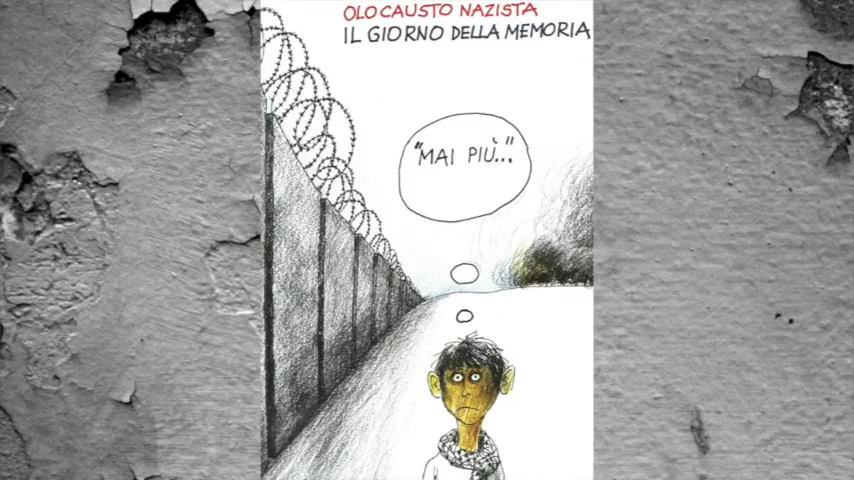 OLOCAUSTO NAZISTA
IL GIORNO DELLA MEMORIA
"MAI PIÙ..."